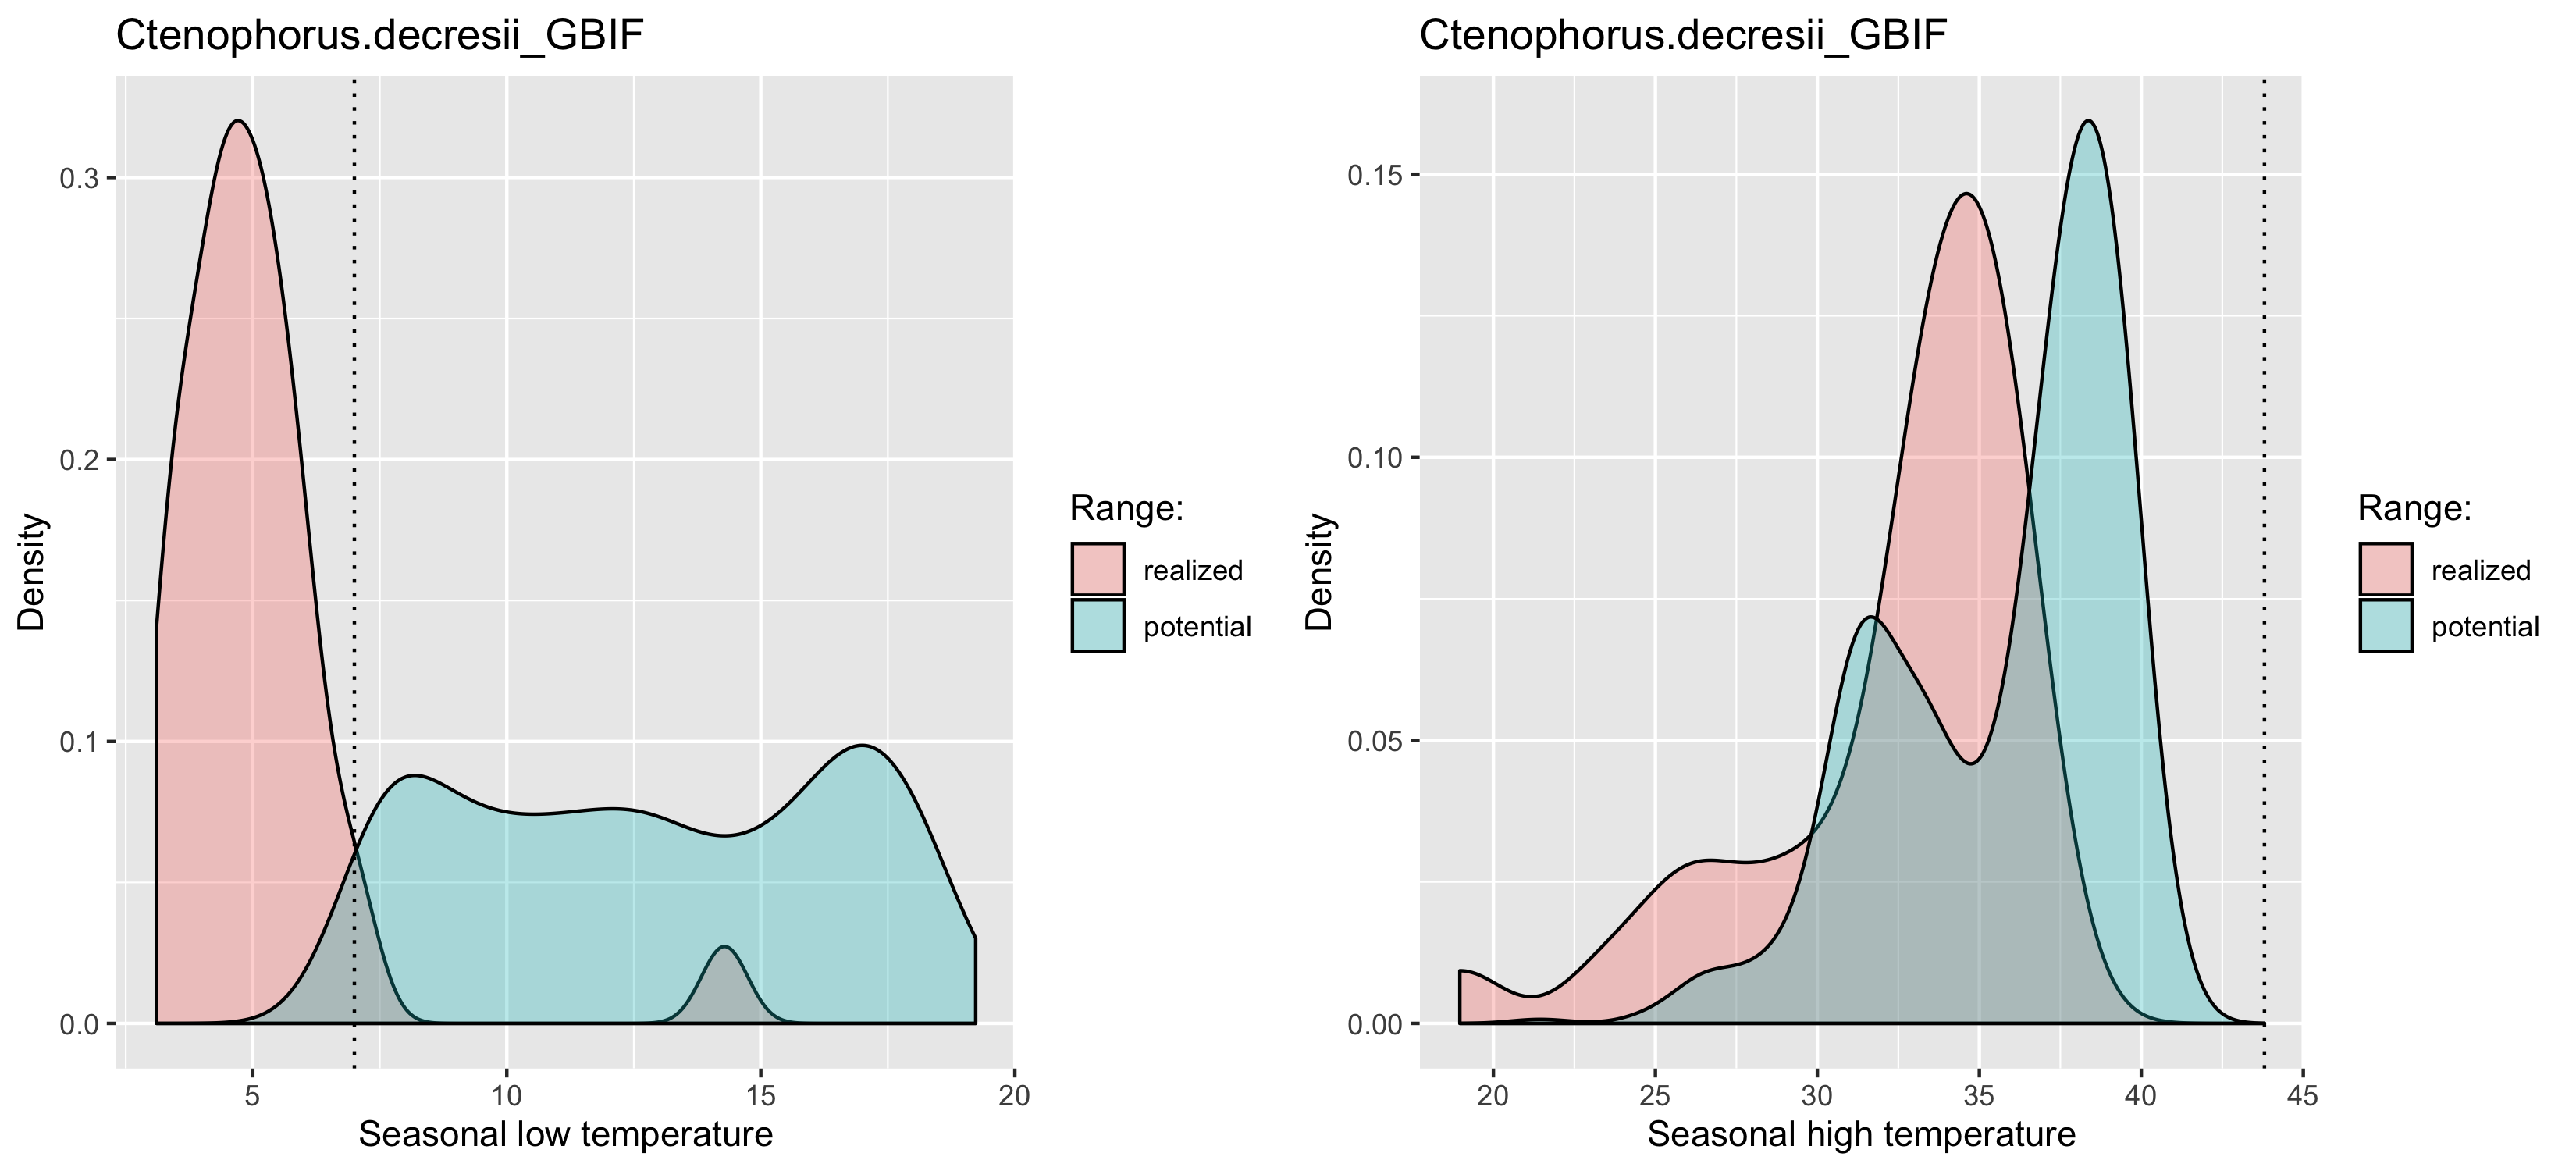 Ctenophorus.decresii_GBIF
0.3
0.2
0.1
0.0
Density
5 10 15 20
Seasonal low temperature
Range:
realized
potential
Ctenophorus.decresii_GBIF
0.15
0.10
0.05
0.00
Density
20 25 30 35 40 45
Seasonal high temperature
Range:
realized
potential